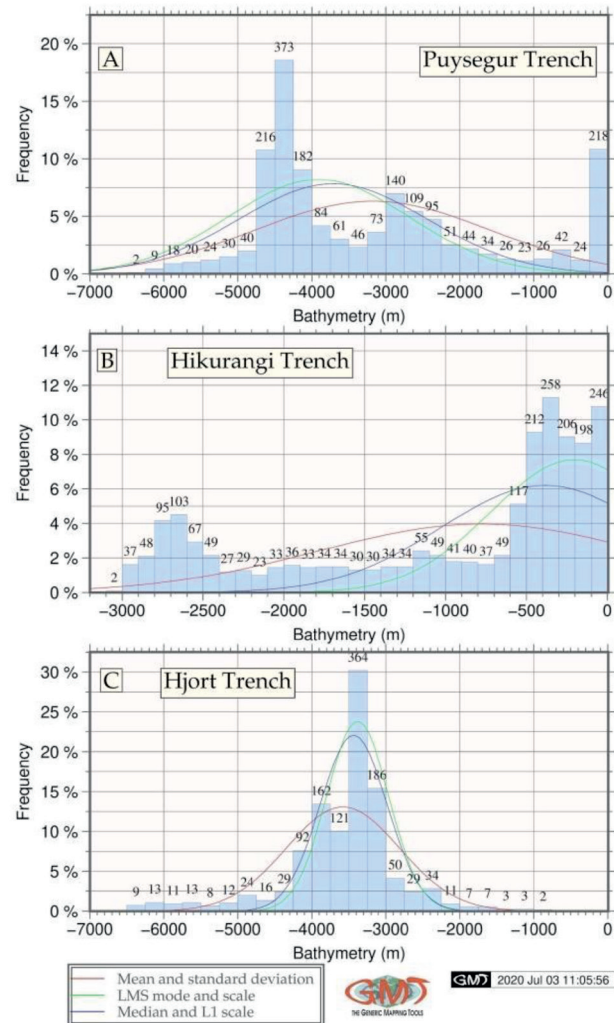 A
Puysegur Trench
20 %
15 %
10 %
5 %
0 %
Frequency
2 9 18 20 24 30 40 216 373 182 84 61 46 73 140 109 95 51 44 34 26 23 26 42 24 218
−7000 −6000 −5000 −4000 −3000 −2000 −1000 0
Bathymetry (m)
B
Hikurangi Trench
14 %
12 %
10 %
8 %
6 %
4 %
2 %
0 %
Frequency
2 37 48 95 103 67 49 27 29 23 33 36 33 34 34 30 30 34 34 55 49 41 40 37 49 117 212 258 206 198 246
−3000 −2500 −2000 −1500 −1000 −500 0
Bathymetry (m)
C
Hjort Trench
30 %
25 %
20 %
15 %
10 %
5 %
0 %
Frequency
9 13 11 13 8 12 24 16 29 92 162 121 364 186 50 29 34 11 7 7 3 3 2
−7000 −6000 −5000 −4000 −3000 −2000 −1000 0
Bathymetry (m)
Mean and standard deviation
LMS mode and scale
Median and L1 scale
GMT
THE GENERIC MAPPING TOOLS
GMT 2020 Jul 03 11:05:56